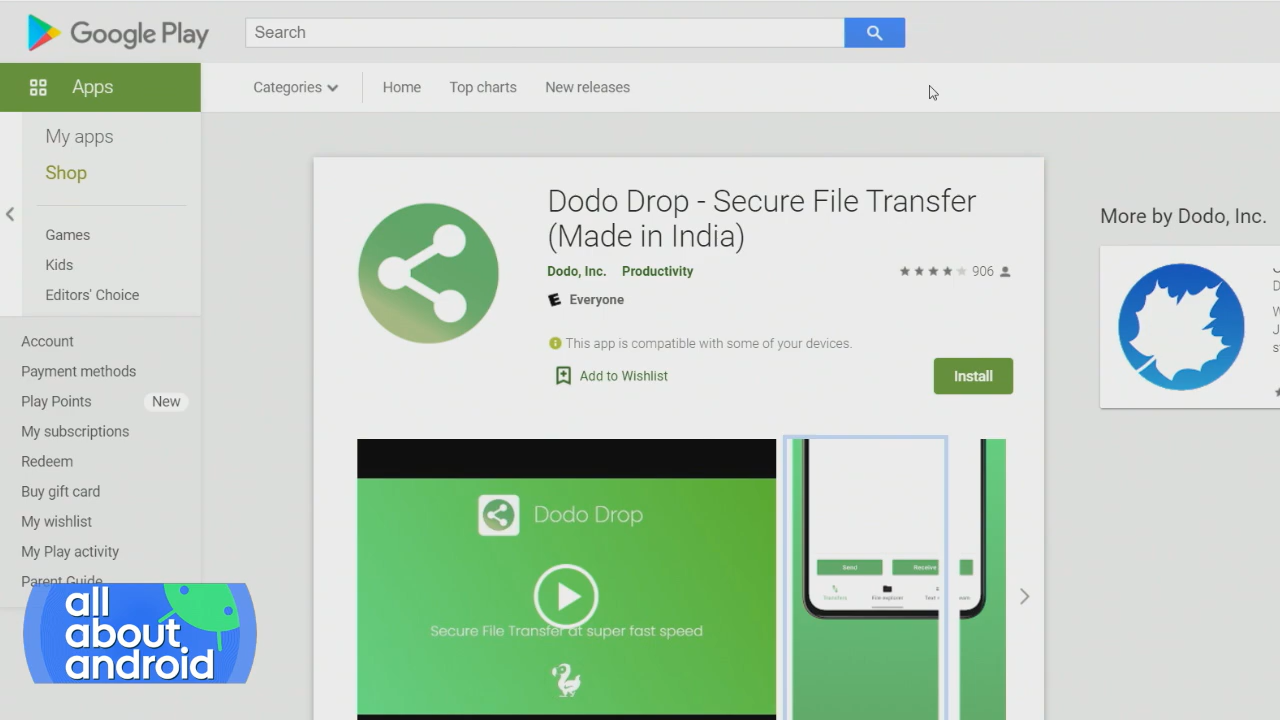 Google Play
Search
Apps
Categories
Home
Top charts
New releases
My apps
Shop
Games
Kids
Editors' Choice
Account
Payment methods
Play Points
New
My subscriptions
Redeem
Buy gift card
My wishlist
My Play activity
Parent Guide
Dodo Drop - Secure File Transfer
(Made in India)
Dodo, Inc.
Productivity
906
E
Everyone
This app is compatible with some of your devices.
Add to Wishlist
Install
More by Dodo, Inc.
Dodo Drop
Secure File Transfer at super fast speed
Send
Receive
Transfers
File explorer
all
about
android